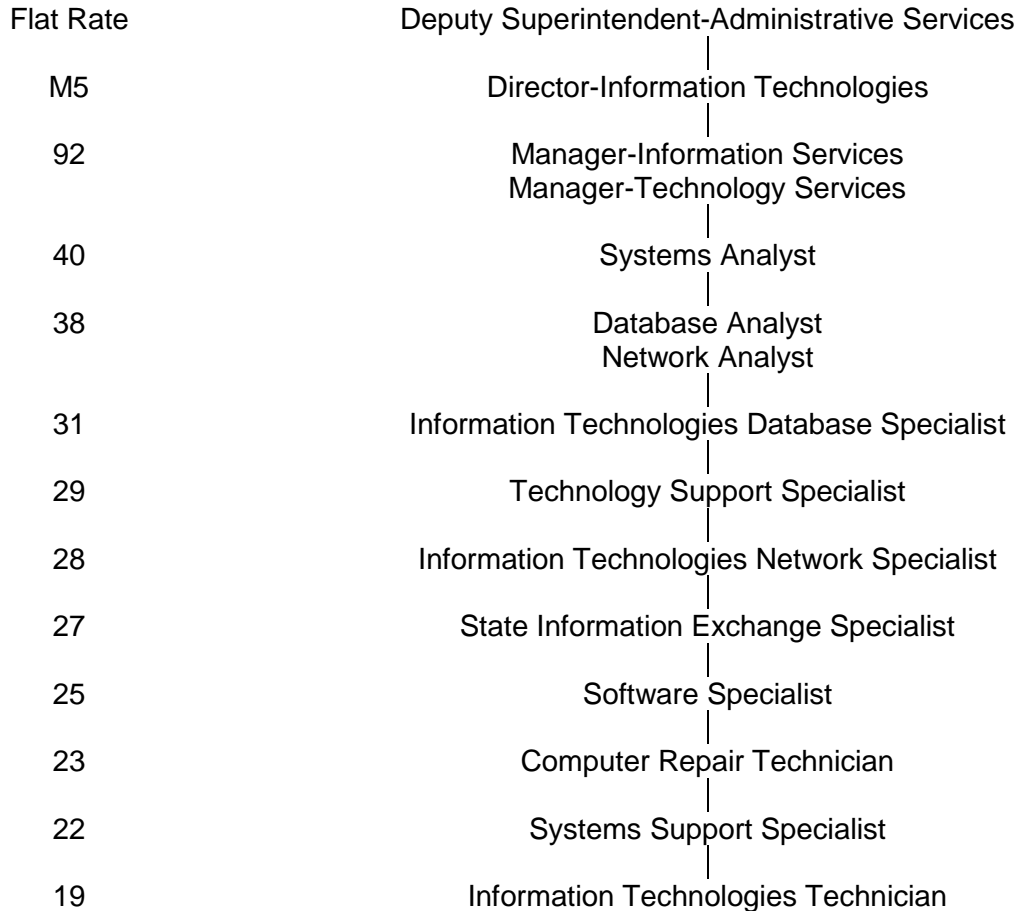 Flat Rate Deputy Superintendent-Administrative Services
M5 Director-Information Technologies
92 Manager-Information Services
Manager-Technology Services
40 Systems Analyst
38 Database Analyst
Network Analyst
31 Information Technologies Database Specialist
29 Technology Support Specialist
28 Information Technologies Network Specialist
27 State Information Exchange Specialist
25 Software Specialist
23 Computer Repair Technician
22 Systems Support Specialist
19 Information Technologies Technician